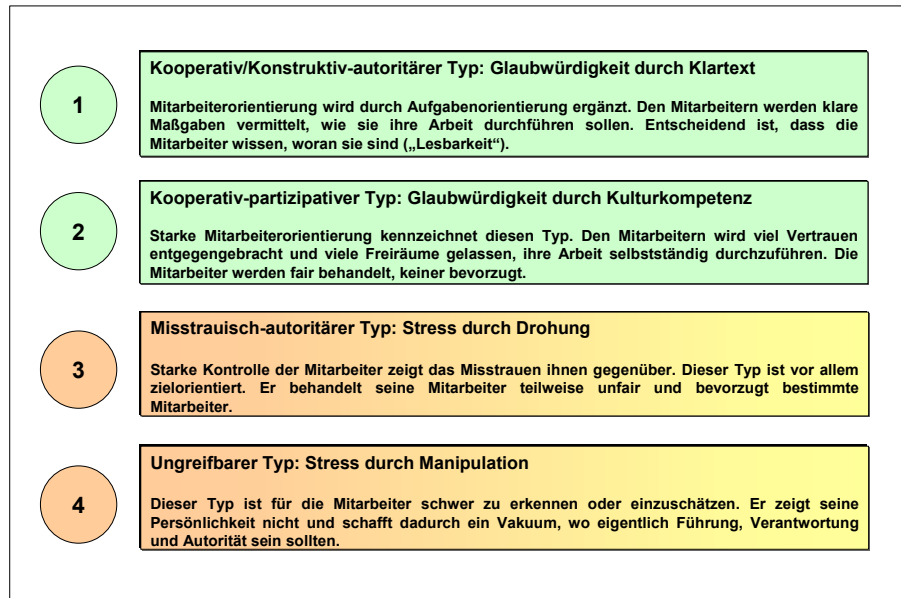 1
Kooperativ/Konstruktiv-autoritärer Typ: Glaubwürdigkeit durch Klartext
Mitarbeiterorientierung wird durch Aufgabenorientierung ergänzt. Den Mitarbeitern werden klare
Maßgaben vermittelt, wie sie ihre Arbeit durchführen sollen. Entscheidend ist, dass die
Mitarbeiter wissen, woran sie sind („Lesbarkeit“).
2
Kooperativ-partizipativer Typ: Glaubwürdigkeit durch Kulturkompetenz
Starke Mitarbeiterorientierung kennzeichnet diesen Typ. Den Mitarbeitern wird viel Vertrauen
entgegengebracht und viele Freiräume gelassen, ihre Arbeit selbstständig durchzuführen. Die
Mitarbeiter werden fair behandelt, keiner bevorzugt.
3
Misstrauisch-autoritärer Typ: Stress durch Drohung
Starke Kontrolle der Mitarbeiter zeigt das Misstrauen ihnen gegenüber. Dieser Typ ist vor allem
zielorientiert. Er behandelt seine Mitarbeiter teilweise unfair und bevorzugt bestimmte
Mitarbeiter.
4
Ungreifbarer Typ: Stress durch Manipulation
Dieser Typ ist für die Mitarbeiter schwer zu erkennen oder einzuschätzen. Er zeigt seine
Persönlichkeit nicht und schafft dadurch ein Vakuum, wo eigentlich Führung, Verantwortung
und Autorität sein sollten.